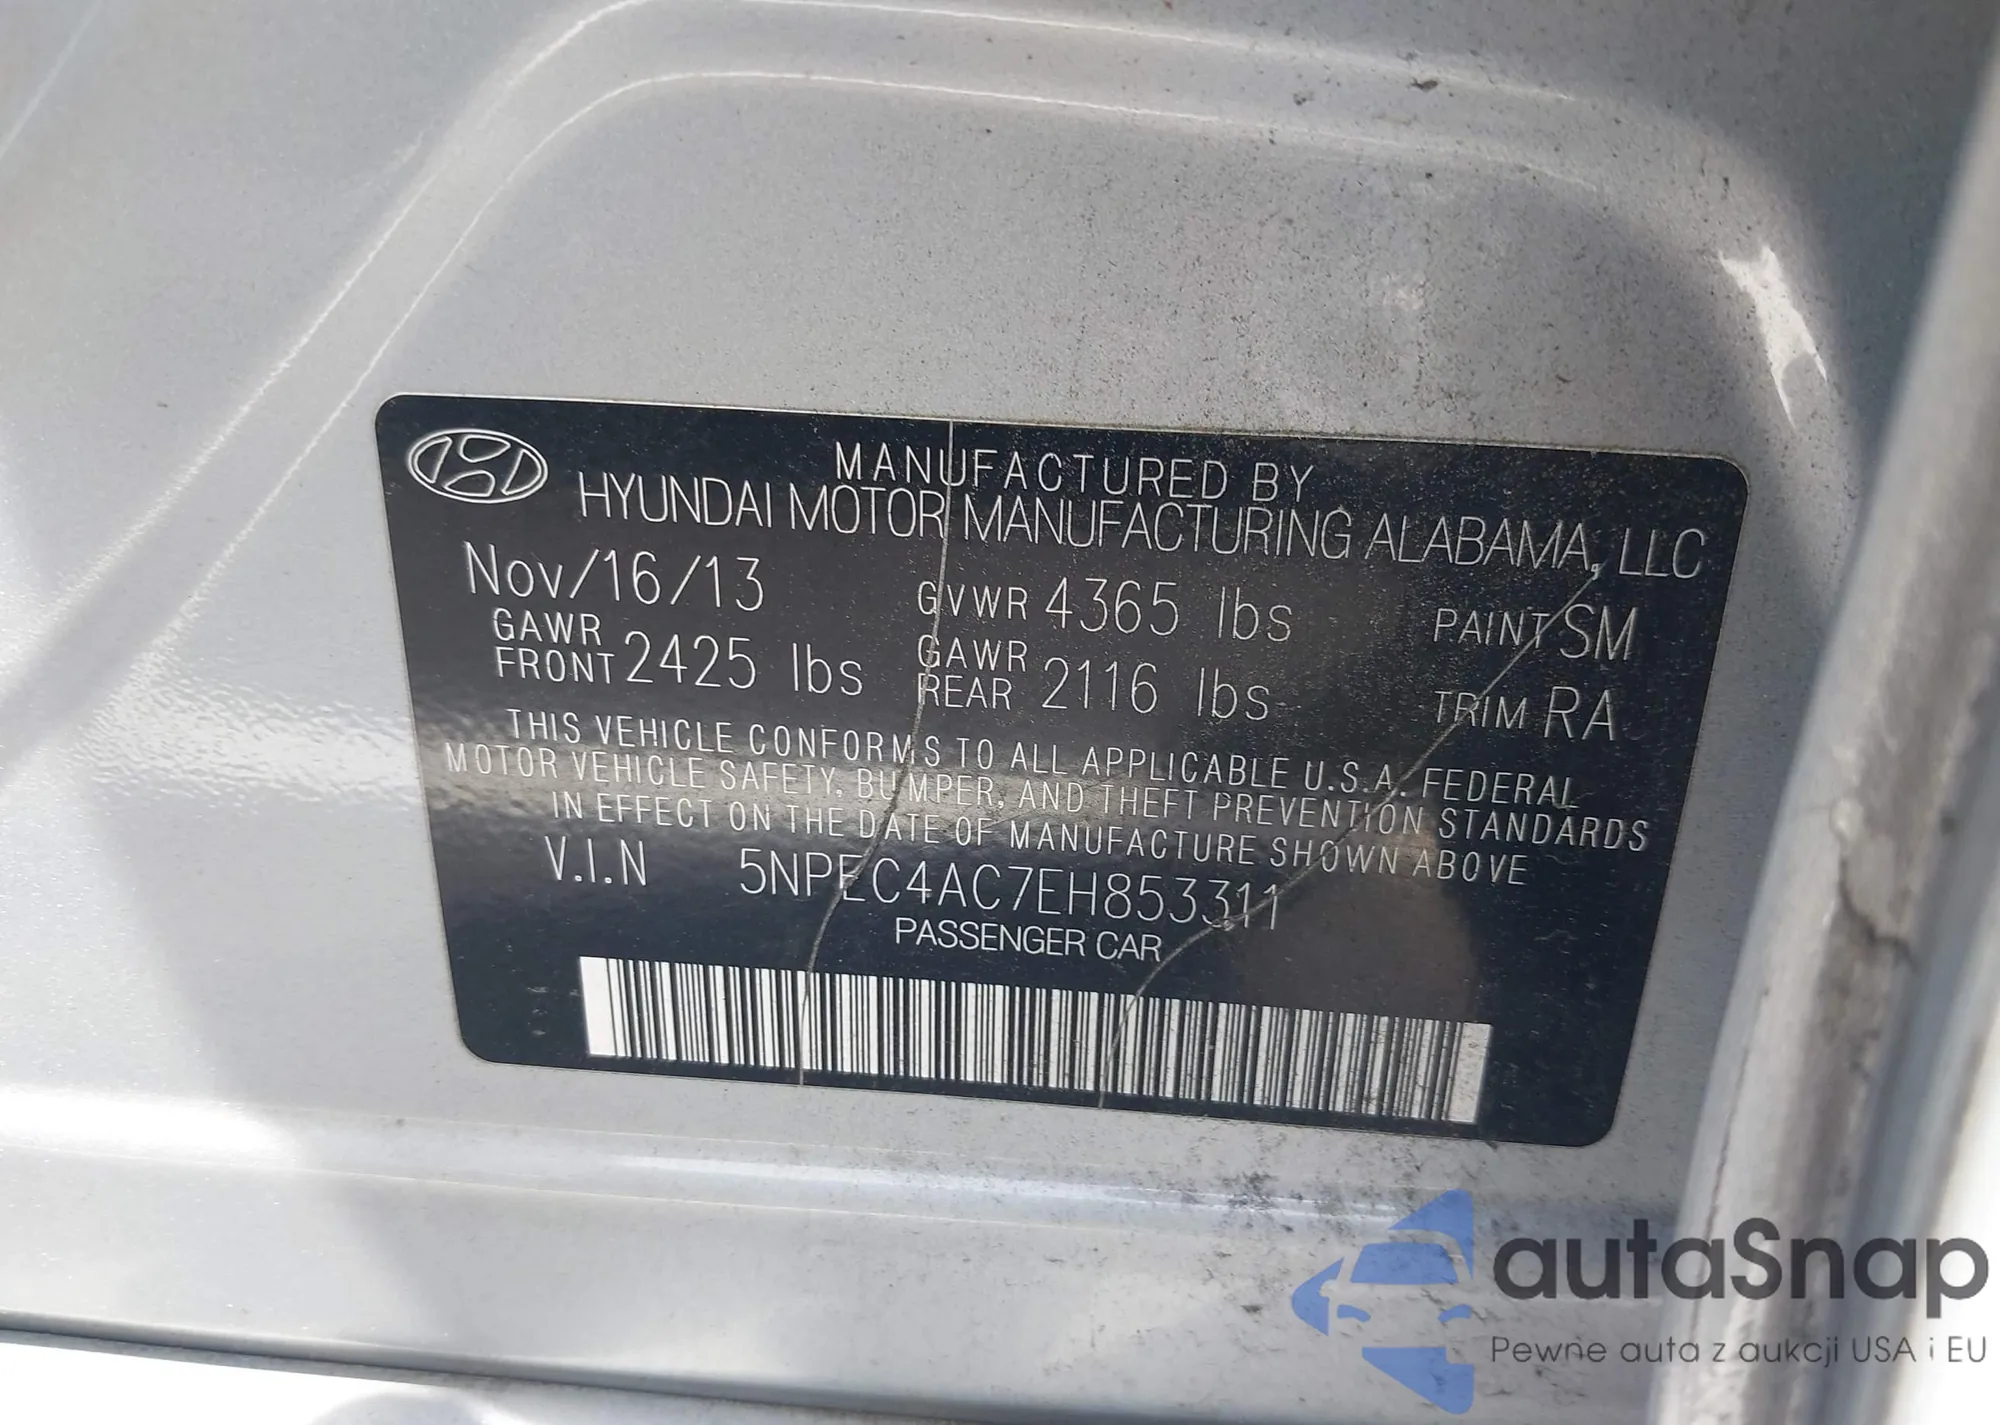 MANUFACTURED BY
HYUNDAI MOTOR MANUFACTURING ALABAMA, LLC
Nov/16/13 GVWR 4365 lbs PAINT SM
GAWR FRONT 2425 lbs GAWR REAR 2116 lbs TRIM RA
THIS VEHICLE CONFORMS TO ALL APPLICABLE U.S.A. FEDERAL
MOTOR VEHICLE SAFETY, BUMPER, AND THEFT PREVENTION STANDARDS
IN EFFECT ON THE DATE OF MANUFACTURE SHOWN ABOVE
V.I.N 5NPEC4AC7EH853311
PASSENGER CAR
autaSnap
Pewne auta z aukcji USA i EU